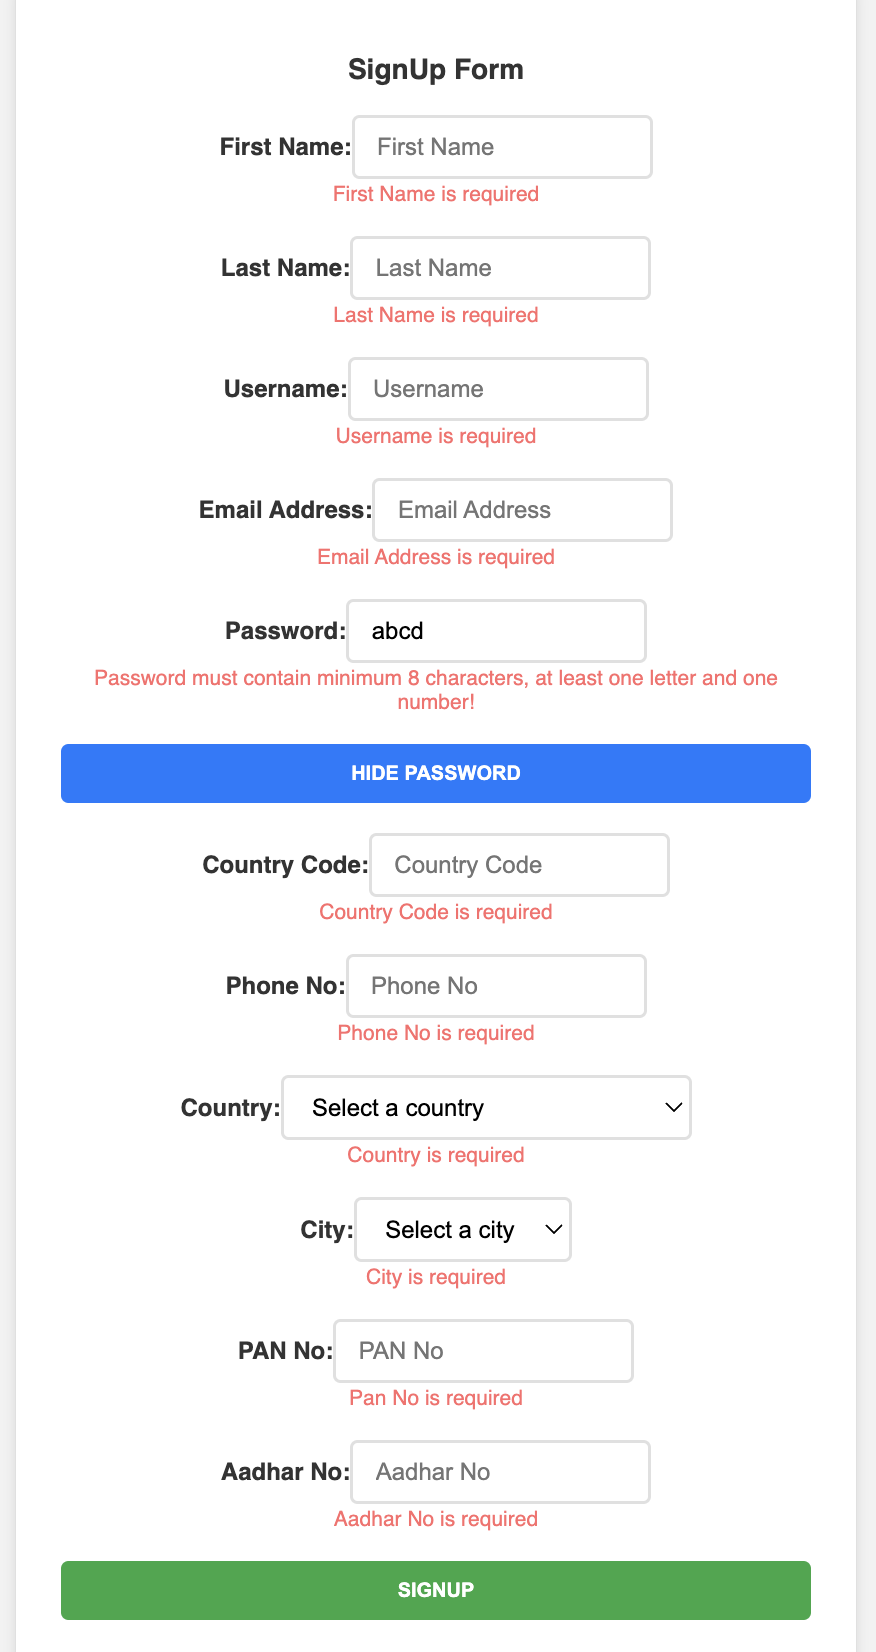 SignUp Form
First Name: First Name
First Name is required
Last Name: Last Name
Last Name is required
Username: Username
Username is required
Email Address: Email Address
Email Address is required
Password: abcd
Password must contain minimum 8 characters, at least one letter and one
number!
HIDE PASSWORD
Country Code: Country Code
Country Code is required
Phone No: Phone No
Phone No is required
Country: Select a country
Country is required
City: Select a city
City is required
PAN No: PAN No
Pan No is required
Aadhar No: Aadhar No
Aadhar No is required
SIGNUP